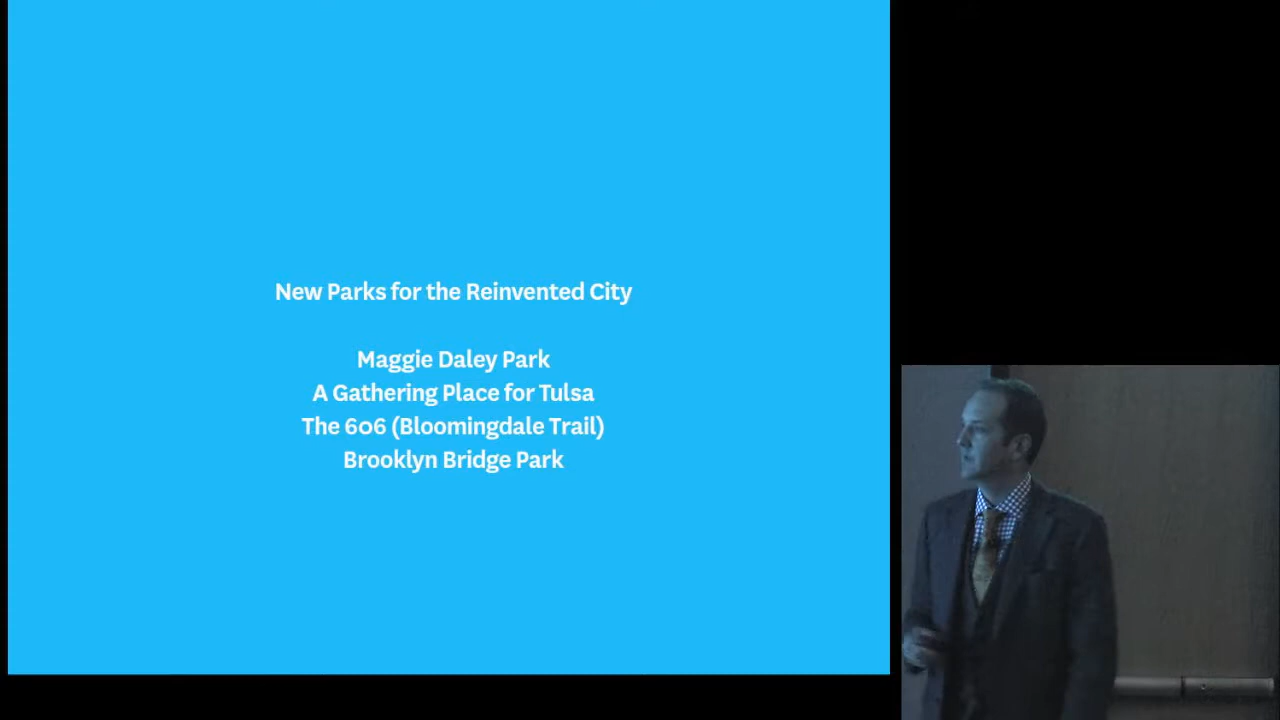 New Parks for the Reinvented City
Maggie Daley Park
A Gathering Place for Tulsa
The 606 (Bloomingdale Trail)
Brooklyn Bridge Park